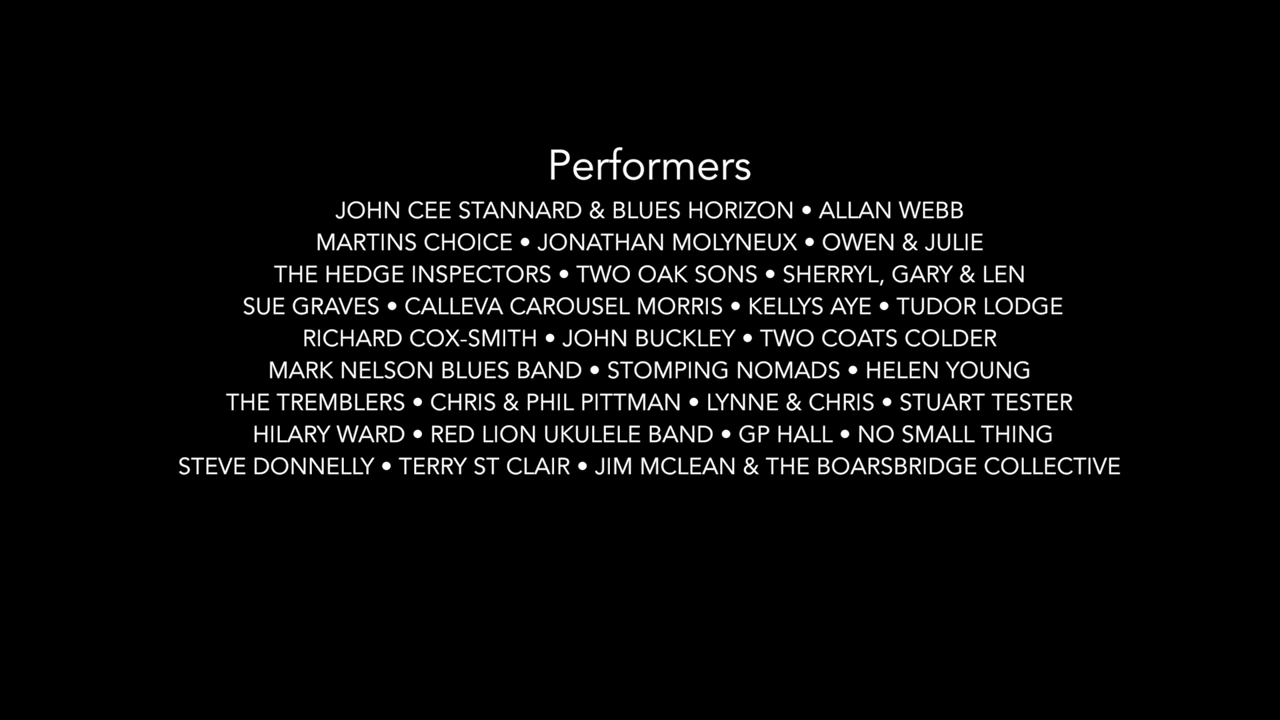 Performers
JOHN CEE STANNARD & BLUES HORIZON • ALLAN WEBB
MARTINS CHOICE • JONATHAN MOLYNEUX • OWEN & JULIE
THE HEDGE INSPECTORS • TWO OAK SONS • SHERRYL, GARY & LEN
SUE GRAVES • CALLEVA CAROUSEL MORRIS • KELLYS AYE • TUDOR LODGE
RICHARD COX-SMITH • JOHN BUCKLEY • TWO COATS COLDER
MARK NELSON BLUES BAND • STOMPING NOMADS • HELEN YOUNG
THE TREMBLERS • CHRIS & PHIL PITTMAN • LYNNE & CHRIS • STUART TESTER
HILARY WARD • RED LION UKULELE BAND • GP HALL • NO SMALL THING
STEVE DONNELLY • TERRY ST CLAIR • JIM MCLEAN & THE BOARSBRIDGE COLLECTIVE